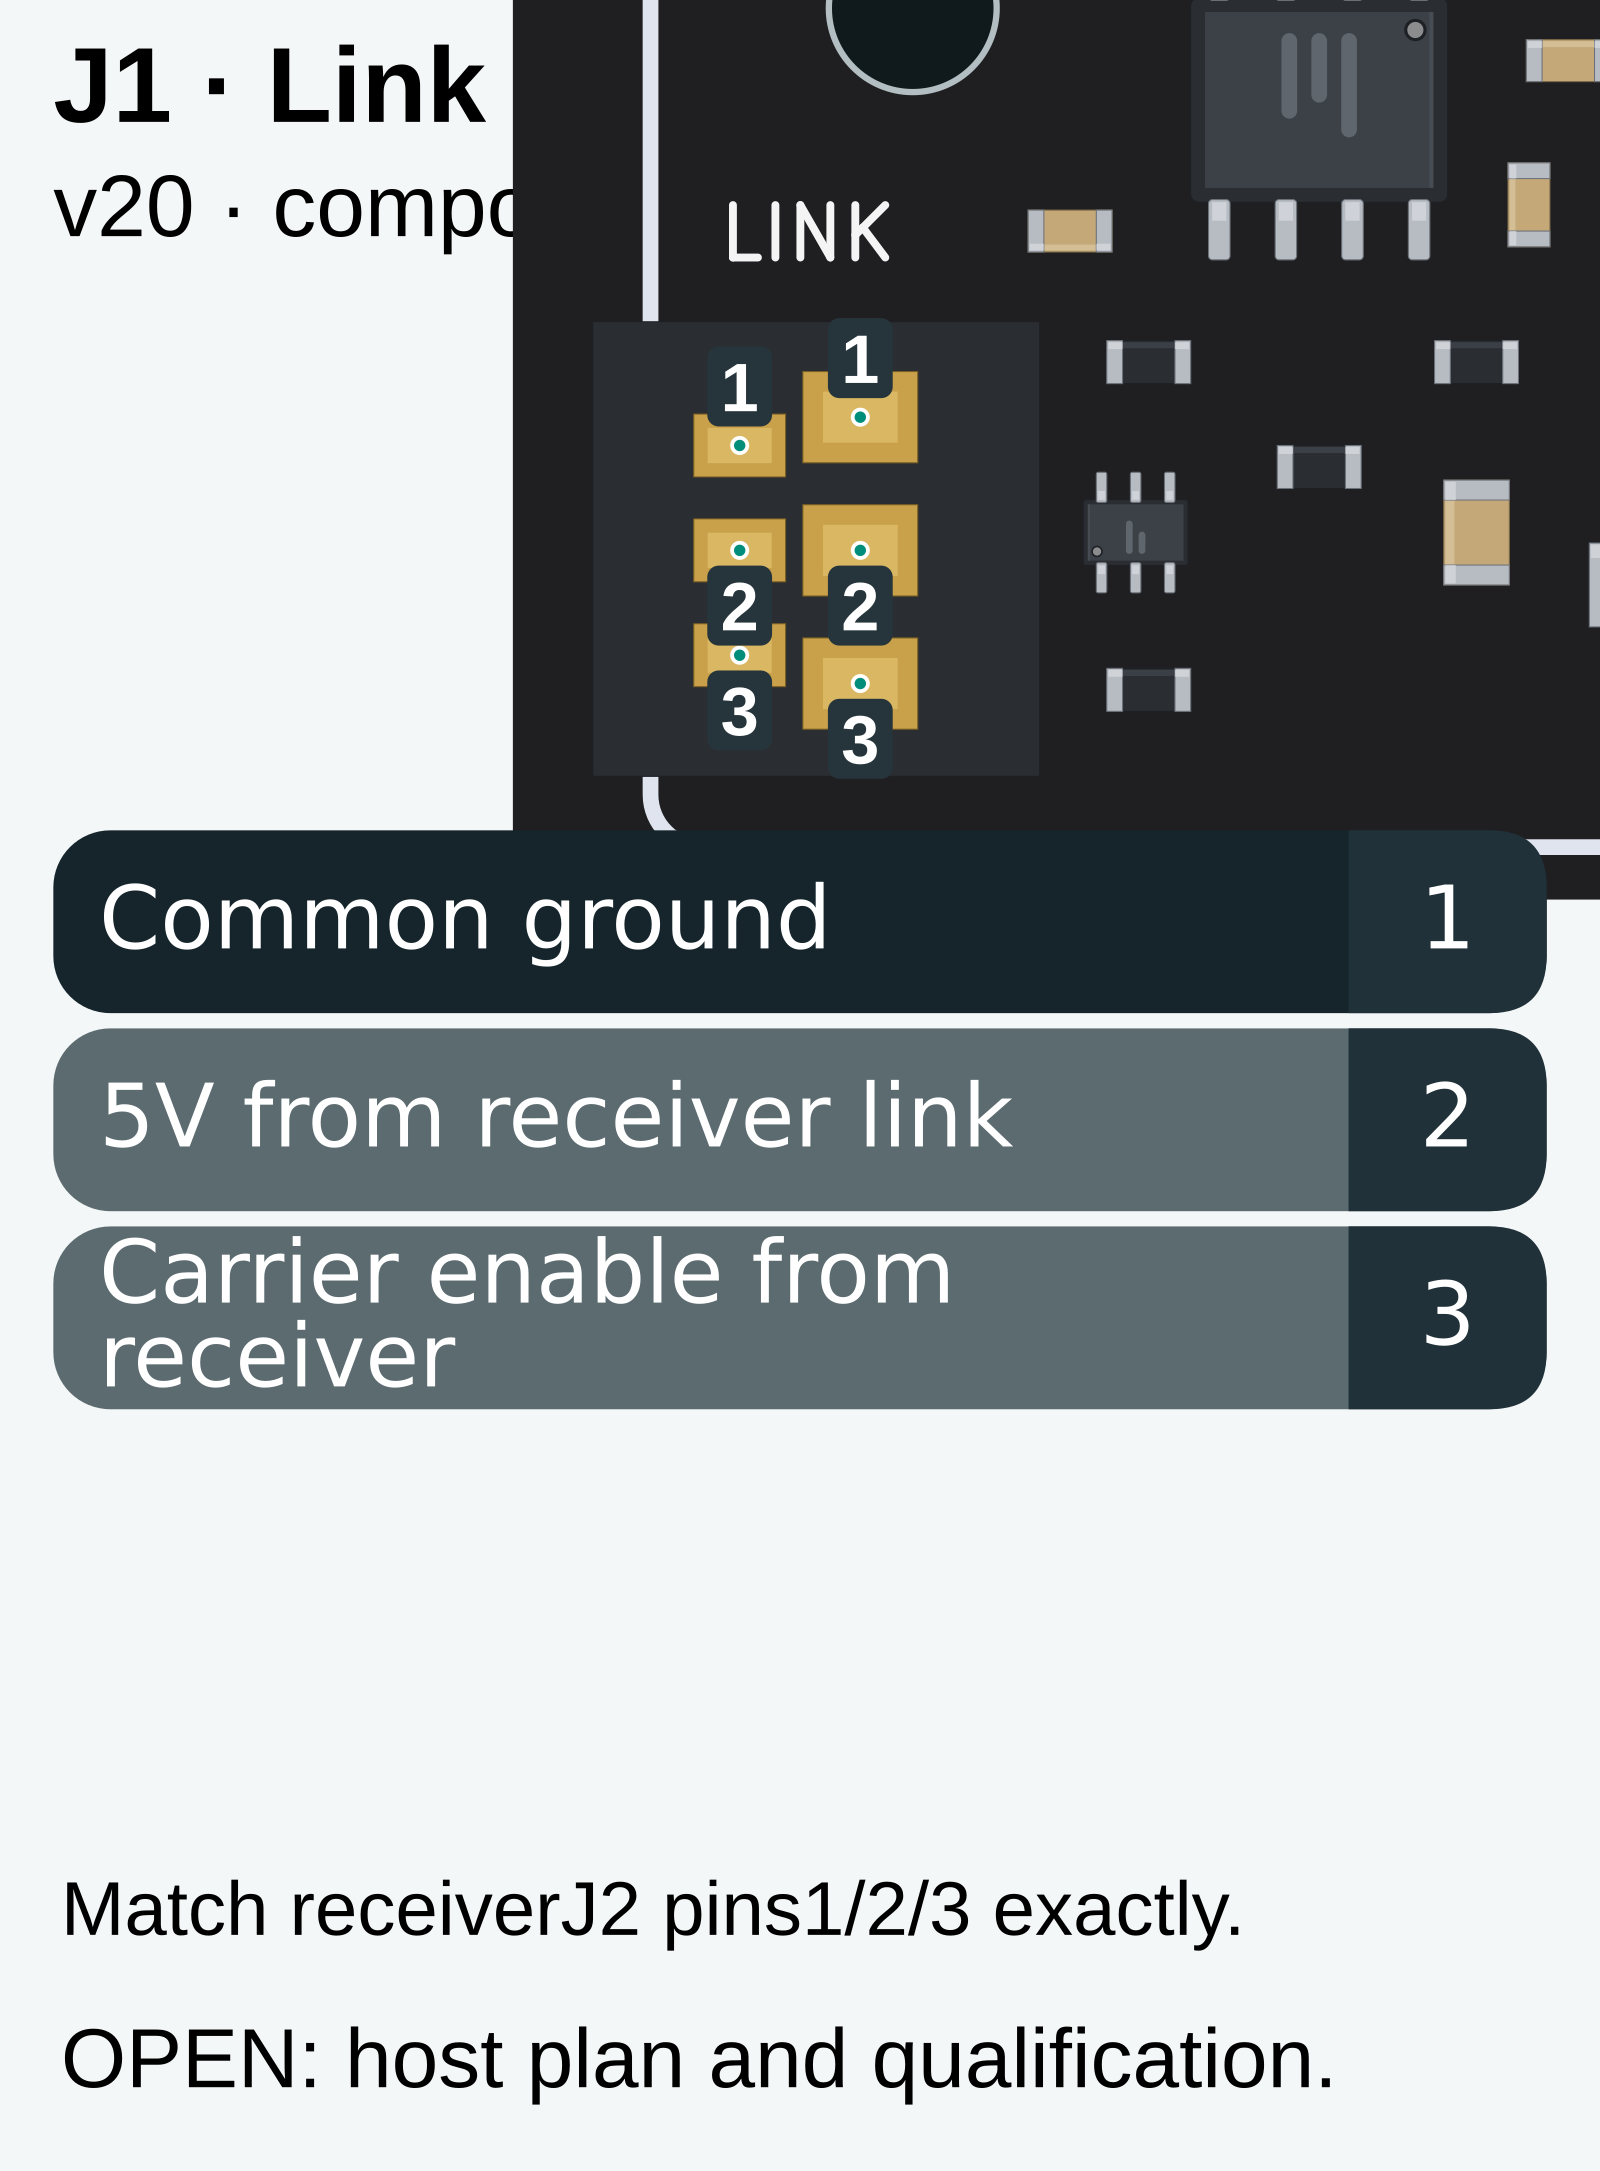 J1 · Link
v20 · compo
LINK
1 1
2 2
3 3
Common ground 1
5V from receiver link 2
Carrier enable from
receiver 3
Match receiverJ2 pins1/2/3 exactly.
OPEN: host plan and qualification.